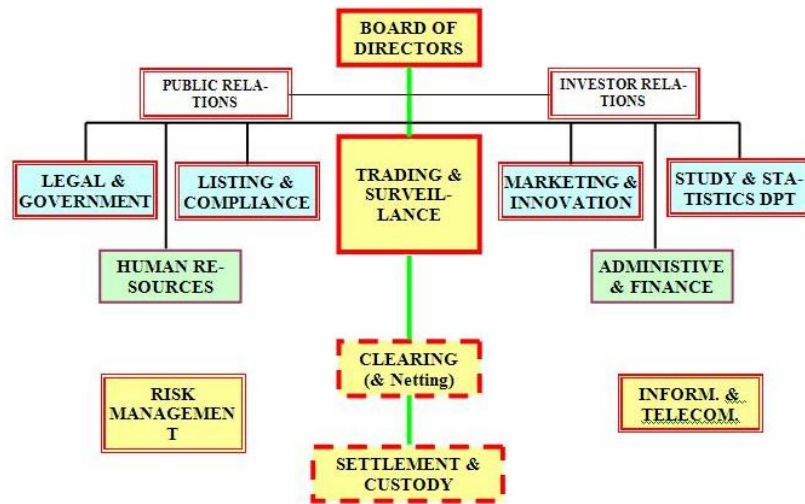 BOARD OF
DIRECTORS
PUBLIC RELA-
TIONS
INVESTOR RELA-
TIONS
LEGAL &
GOVERNMENT
LISTING &
COMPLIANCE
TRADING &
SURVEIL-
LANCE
MARKETING &
INNOVATION
STUDY & STA-
TISTICS DPT
HUMAN RE-
SOURCES
ADMINISTIVE
& FINANCE
CLEARING
(& Netting)
RISK
MANAGEMEN
T
INFORM. &
TELECOM.
SETTLEMENT &
CUSTODY